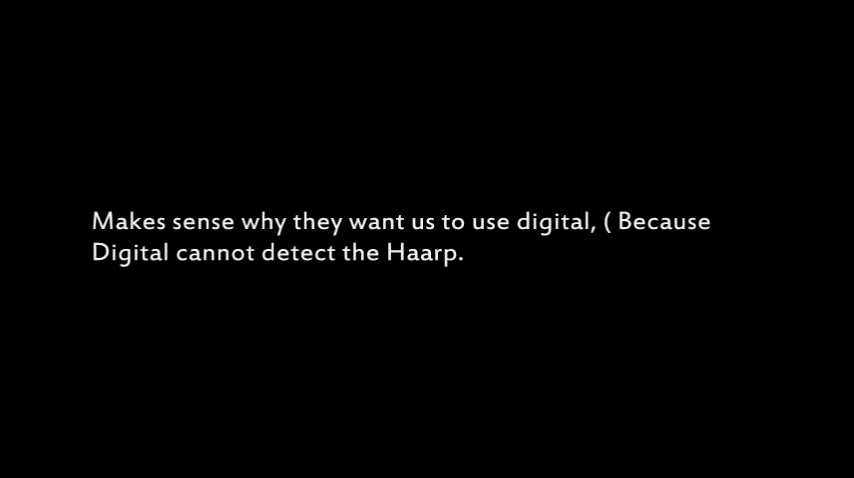 Makes sense why they want us to use digital, ( Because
Digital cannot detect the Haarp.